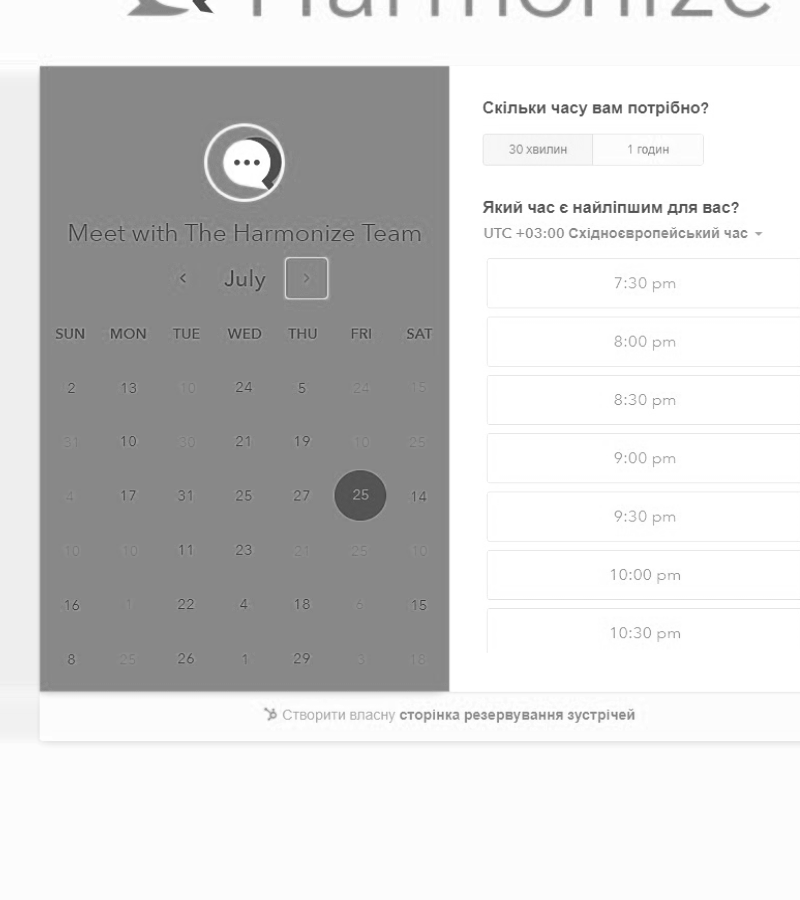 Harmonize
Meet with The Harmonize Team
July
SUN MON TUE WED THU FRI SAT
2 13 10 24 5 24 15
31 10 30 21 19 10 25
4 17 31 25 27 25 14
10 10 11 23 21 25 10
16 1 22 4 18 6 15
8 25 26 1 29 3 18
Скільки часу вам потрібно?
30 хвилин 1 годин
Який час є найліпшим для вас?
UTC +03:00 Східноєвропейський час
7:30 pm
8:00 pm
8:30 pm
9:00 pm
9:30 pm
10:00 pm
10:30 pm
Створити власну сторінка резервування зустрічей